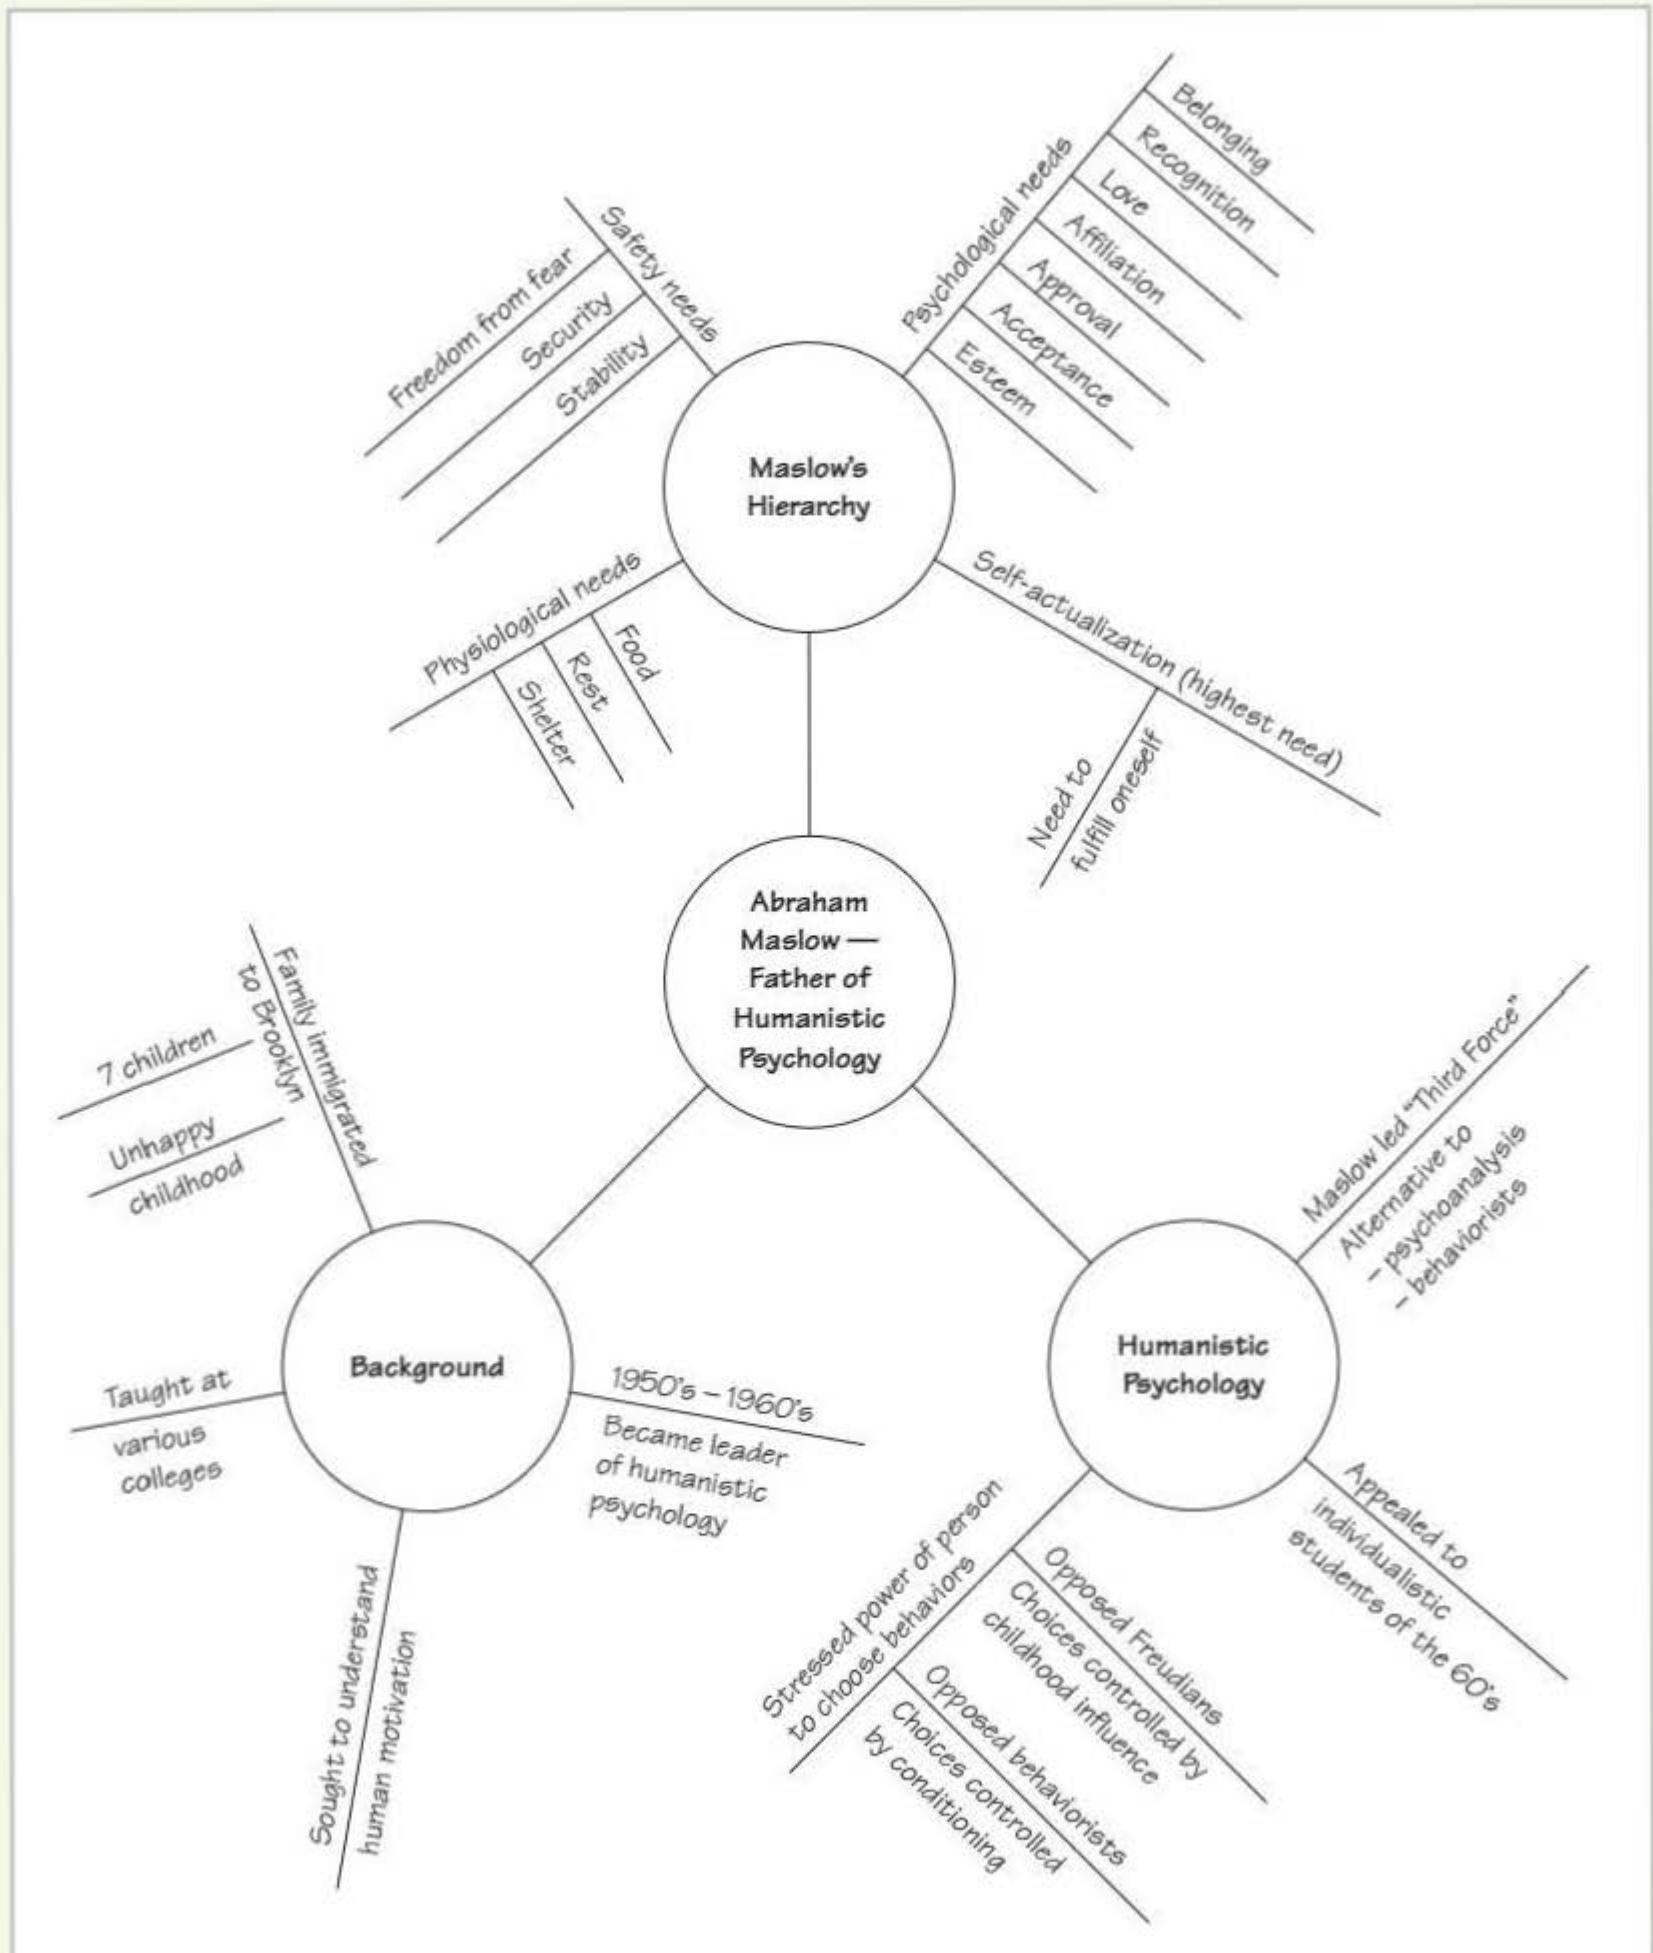 Belonging
Recognition
Love
Affiliation
Approval
Acceptance
Esteem
Psychological needs
Safety needs
Freedom from fear
Security
Stability
Maslow's
Hierarchy
Physiological needs
Food
Rest
Shelter
Self-actualization (highest need)
Need to
fulfill oneself
Abraham
Maslow —
Father of
Humanistic
Psychology
Family immigrated
to Brooklyn
7 children
Unhappy
childhood
Background
Taught at
various
colleges
1950's – 1960's
Became leader
of humanistic
psychology
Sought to understand
human motivation
Humanistic
Psychology
Maslow led "Third Force"
Alternative to
– psychoanalysis
– behaviorists
Appealed to
individualistic
students of the 60's
Stressed power of person
to choose behaviors
Opposed Freudians
Choices controlled by
childhood influence
Opposed behaviorists
Choices controlled
by conditioning